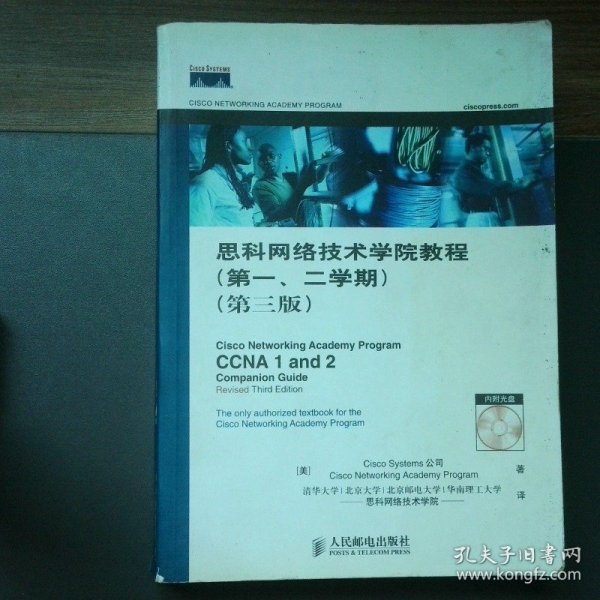 CISCO SYSTEMS
CISCO NETWORKING ACADEMY PROGRAM
ciscopress.com
思科网络技术学院教程
(第一、二学期)
(第三版)
Cisco Networking Academy Program
CCNA 1 and 2
Companion Guide
Revised Third Edition
The only authorized textbook for the
Cisco Networking Academy Program
内附光盘
[美] Cisco Systems 公司
Cisco Networking Academy Program 著
清华大学|北京大学|北京邮电大学|华南理工大学
思科网络技术学院 译
人民邮电出版社
POSTS & TELECOM PRESS
孔夫子旧书网
www.kongfz.com